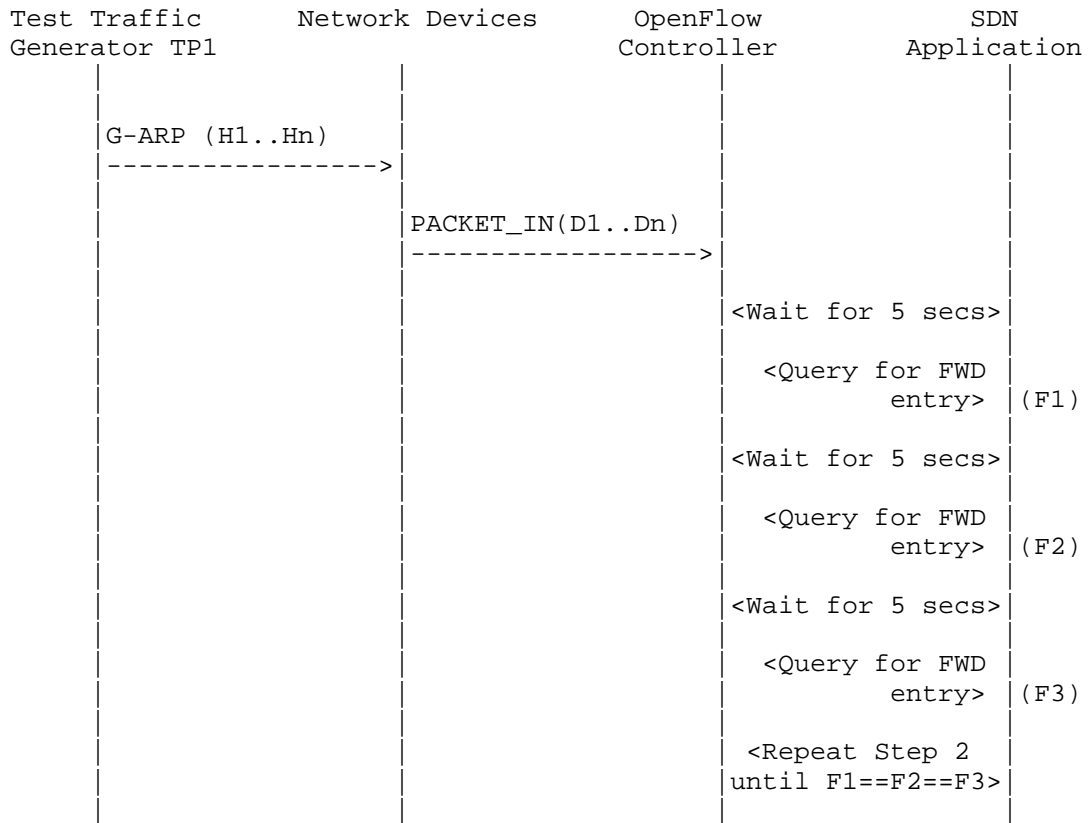 Test Traffic Network Devices OpenFlow SDN
Generator TP1 Controller Application
G-ARP (H1..Hn)
----------------->
PACKET_IN(D1..Dn)
------------------>
<Wait for 5 secs>
<Query for FWD
entry> (F1)
<Wait for 5 secs>
<Query for FWD
entry> (F2)
<Wait for 5 secs>
<Query for FWD
entry> (F3)
<Repeat Step 2
until F1==F2==F3>